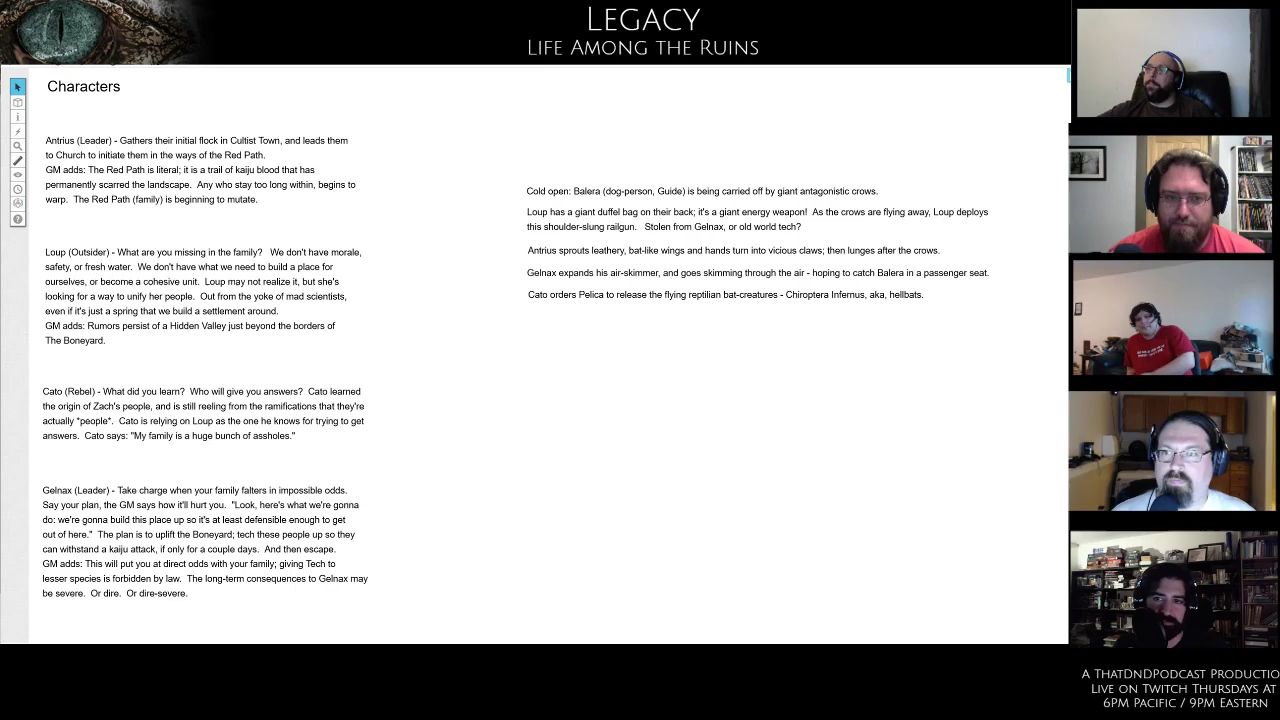 Legacy
Life Among the Ruins
Characters
Antrius (Leader) - Gathers their initial flock in Cultist Town, and leads them
to Church to initiate them in the ways of the Red Path.
GM adds: The Red Path is literal; it is a trail of kaiju blood that has
permanently scarred the landscape. Any who stay too long within, begins to
warp. The Red Path (family) is beginning to mutate.
Loup (Outsider) - What are you missing in the family? We don't have morale,
safety, or fresh water. We don't have what we need to build a place for
ourselves, or become a cohesive unit. Loup may not realize it, but she's
looking for a way to unify her people. Out from the yoke of mad scientists,
even if it's just a spring that we build a settlement around.
GM adds: Rumors persist of a Hidden Valley just beyond the borders of
The Boneyard.
Cato (Rebel) - What did you learn? Who will give you answers? Cato learned
the origin of Zach's people, and is still reeling from the ramifications that they're
actually *people*. Cato is relying on Loup as the one he knows for trying to get
answers. Cato says: "My family is a huge bunch of assholes."
Gelnax (Leader) - Take charge when your family falters in impossible odds.
Say your plan, the GM says how it'll hurt you. "Look, here's what we're gonna
do: we're gonna build this place up so it's at least defensible enough to get
out of here." The plan is to uplift the Boneyard; tech these people up so they
can withstand a kaiju attack, if only for a couple days. And then escape.
GM adds: This will put you at direct odds with your family; giving Tech to
lesser species is forbidden by law. The long-term consequences to Gelnax may
be severe. Or dire. Or dire-severe.
Cold open: Balera (dog-person, Guide) is being carried off by giant antagonistic crows.
Loup has a giant duffel bag on their back; it's a giant energy weapon! As the crows are flying away, Loup deploys
this shoulder-slung railgun. Stolen from Gelnax, or old world tech?
Antrius sprouts leathery, bat-like wings and hands turn into vicious claws; then lunges after the crows.
Gelnax expands his air-skimmer, and goes skimming through the air - hoping to catch Balera in a passenger seat.
Cato orders Pelica to release the flying reptilian bat-creatures - Chiroptera Infernus, aka, hellbats.
A ThatDnDPodcast Productio
Live on Twitch Thursdays At
6PM Pacific / 9PM Eastern